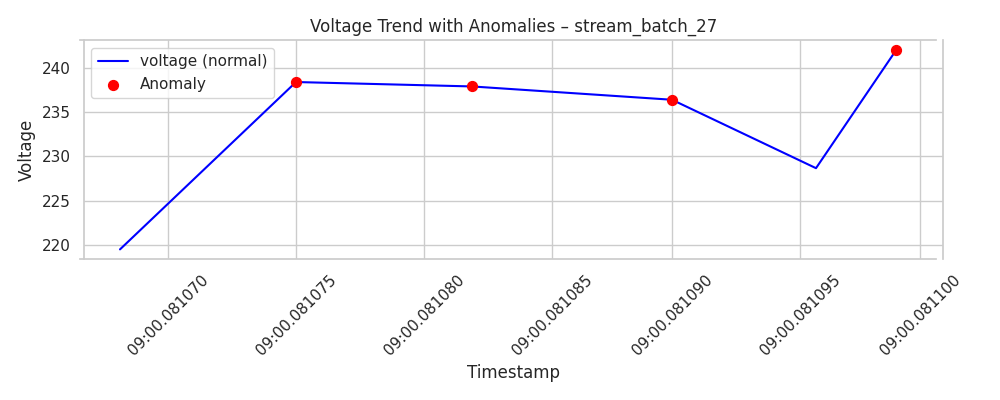 Voltage Trend with Anomalies – stream_batch_27
voltage (normal)
Anomaly
Voltage
240
235
230
225
220
09:00.081070
09:00.081075
09:00.081080
09:00.081085
09:00.081090
09:00.081095
09:00.081100
Timestamp